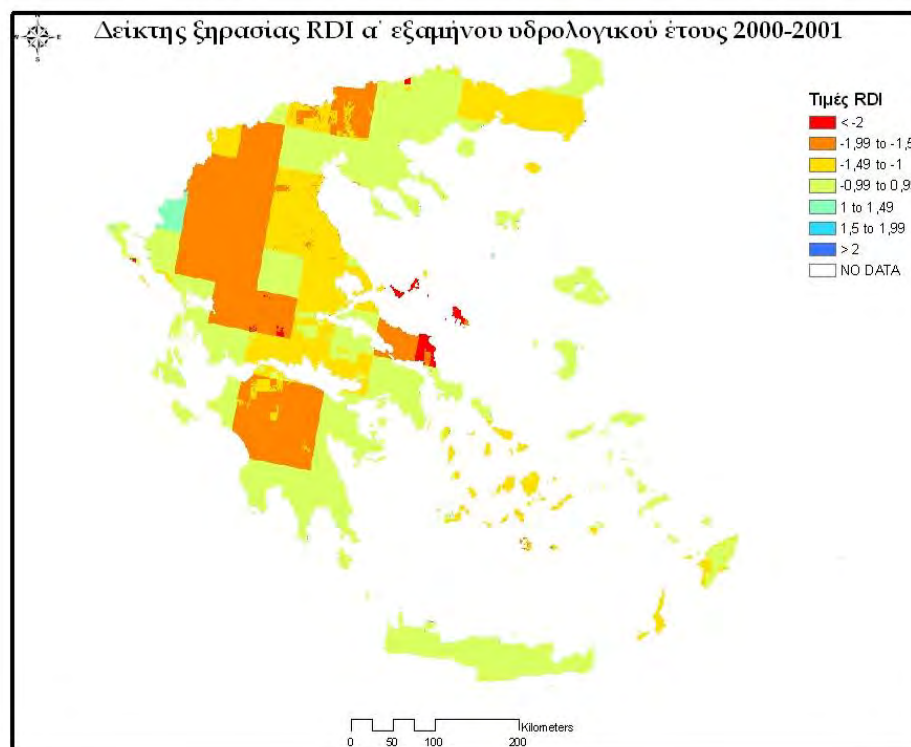 Δείκτης ξηρασίας RDI α΄ εξαμήνου υδρολογικού έτους 2000-2001
N
W
E
S
Τιμές RDI
< -2
-1,99 to -1,5
-1,49 to -1
-0,99 to 0,9
1 to 1,49
1,5 to 1,99
> 2
NO DATA
Kilometers
0 50 100 200